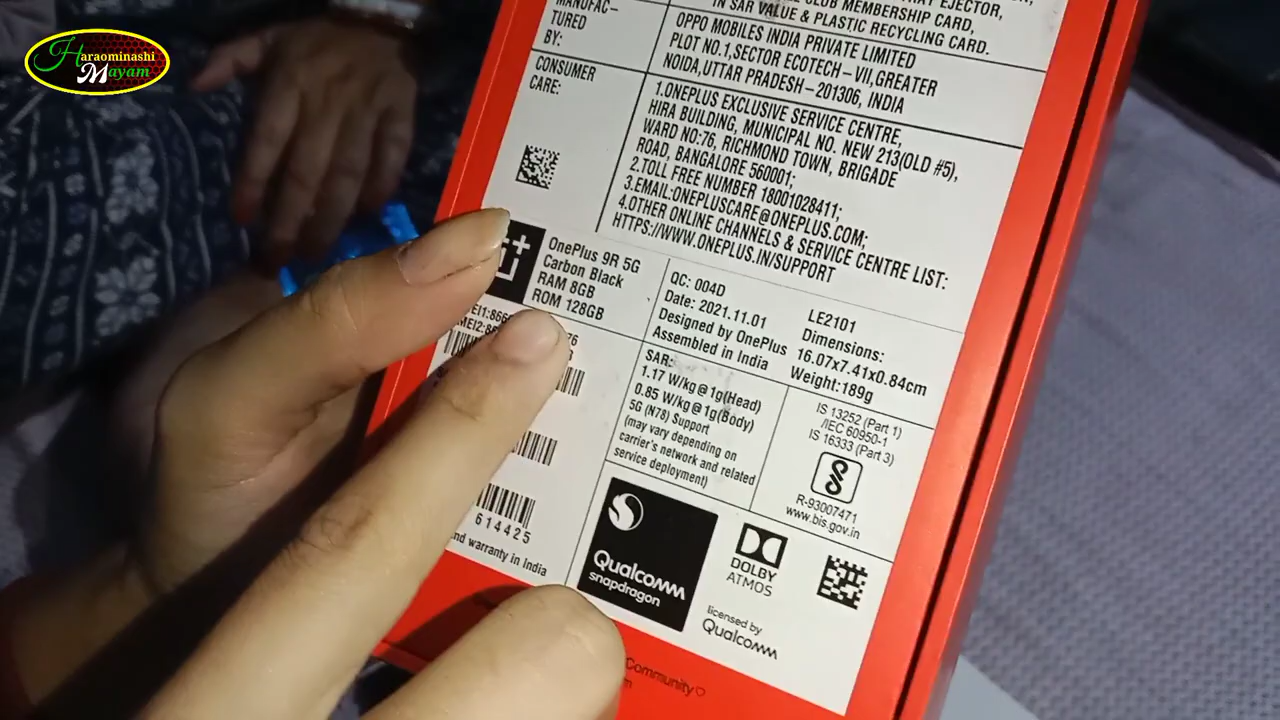 Haraominashi
Mayam
CLUB MEMBERSHIP CARD,
IN SAR VALUE & PLASTIC RECYCLING CARD.
MANUFAC-
TURED
BY:
OPPO MOBILES INDIA PRIVATE LIMITED
PLOT NO.1,SECTOR ECOTECH-VII,GREATER
NOIDA,UTTAR PRADESH-201306, INDIA
CONSUMER
CARE:
1.ONEPLUS EXCLUSIVE SERVICE CENTRE,
HIRA BUILDING, MUNICIPAL NO. NEW 213(OLD #5),
WARD NO:76, RICHMOND TOWN, BRIGADE
ROAD, BANGALORE 560001;
2.TOLL FREE NUMBER 18001028411;
3.EMAIL:ONEPLUSCARE@ONEPLUS.COM;
4.OTHER ONLINE CHANNELS & SERVICE CENTRE LIST:
HTTPS://WWW.ONEPLUS.IN/SUPPORT
OnePlus 9R 5G
Carbon Black
RAM 8GB
ROM 128GB
QC: 004D
Date: 2021.11.01
Designed by OnePlus
Assembled in India
LE2101
Dimensions:
16.07x7.41x0.84cm
Weight:189g
SAR:
1.17 W/kg@1g(Head)
0.85 W/kg@1g(Body)
5G (N78) Support
(may vary depending on
carrier's network and related
service deployment)
IS 13252 (Part 1)
/IEC 60950-1
IS 16333 (Part 3)
R-93007471
www.bis.gov.in
614425
warranty in India
Qualcomm
snapdragon
DOLBY
ATMOS
licensed by
Qualcomm
Community